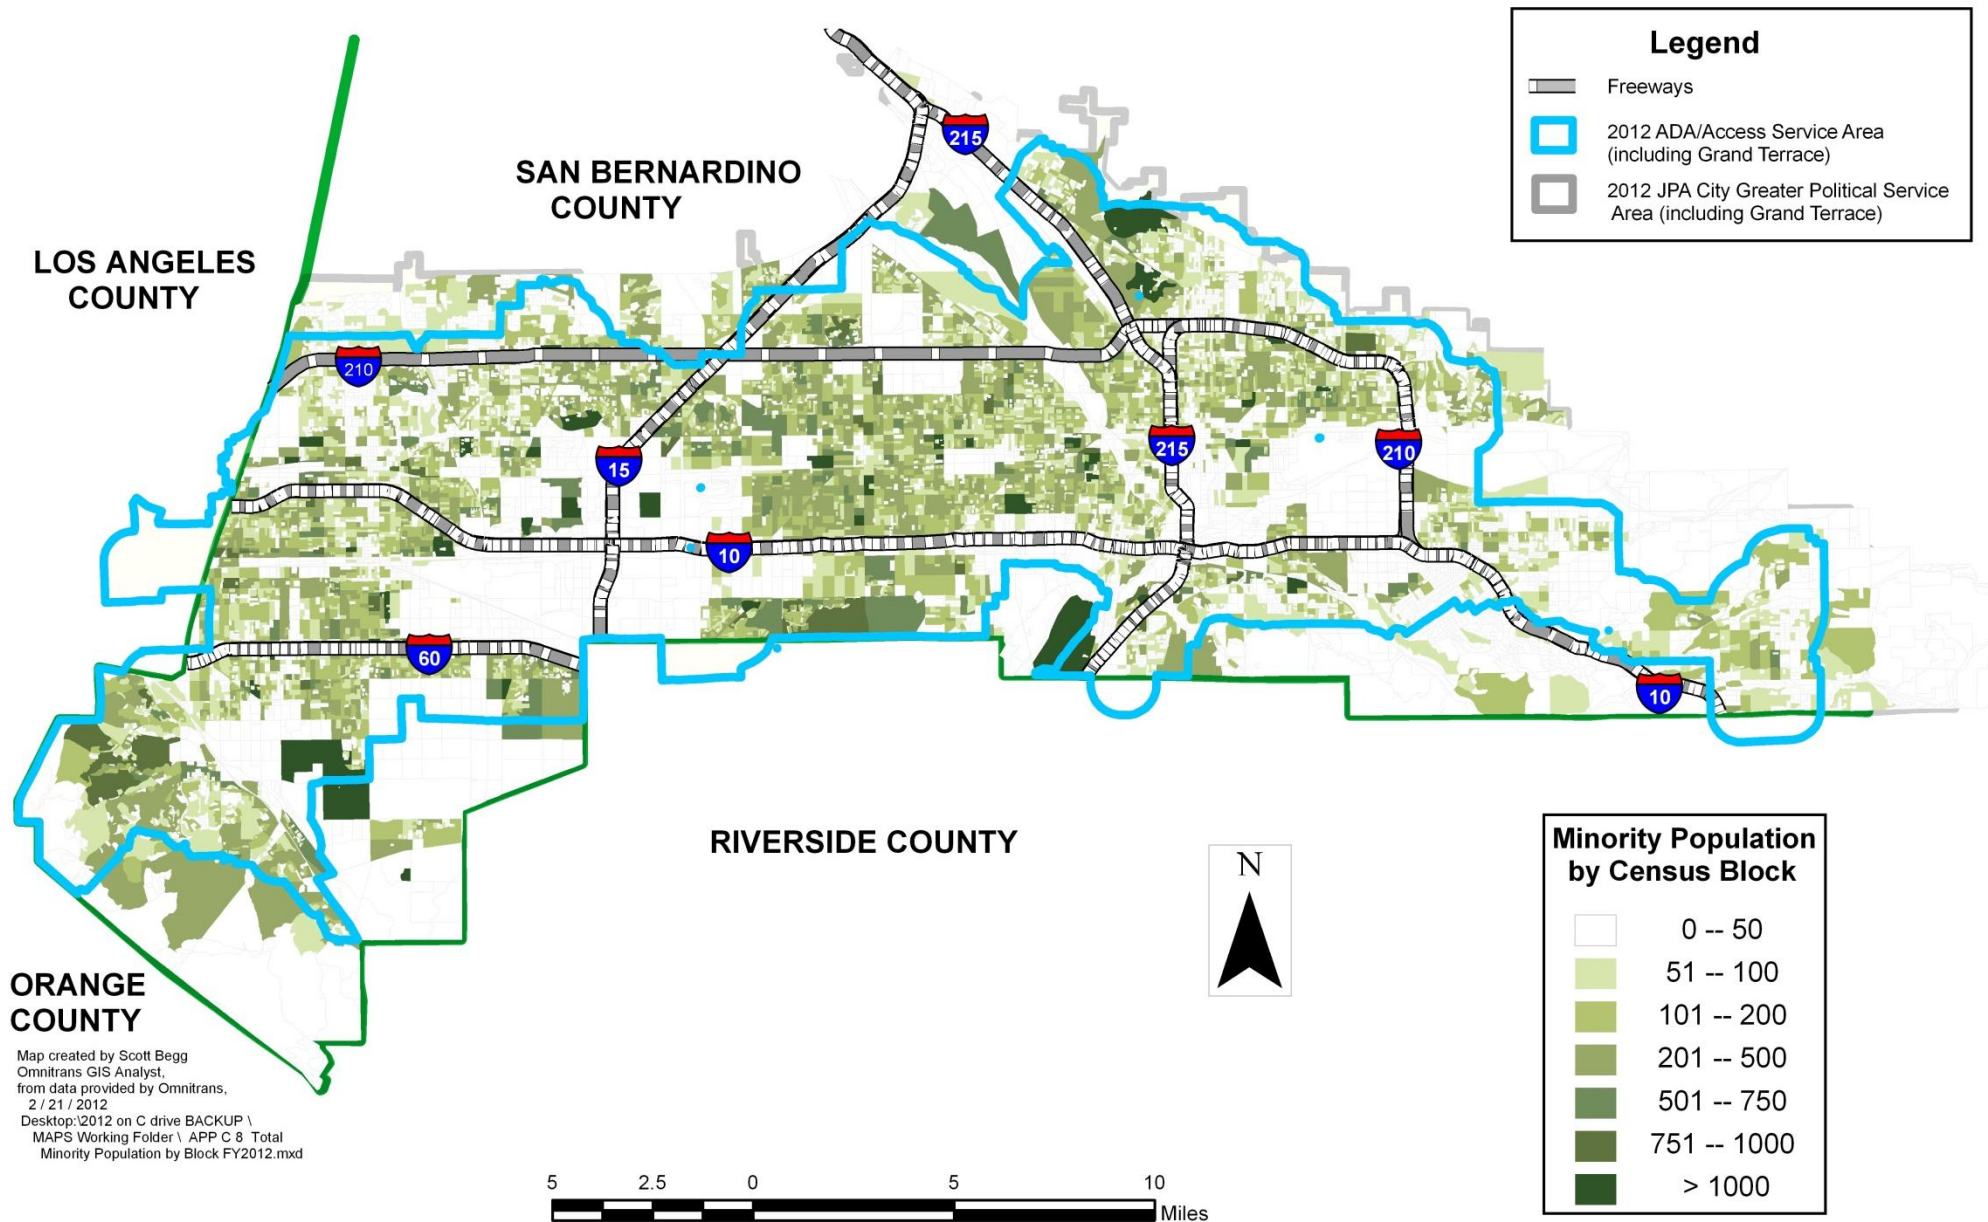 Legend
Freeways
2012 ADA/Access Service Area
(including Grand Terrace)
2012 JPA City Greater Political Service
Area (including Grand Terrace)
215
SAN BERNARDINO
COUNTY
LOS ANGELES
COUNTY
210
15
215
210
10
60
10
RIVERSIDE COUNTY
N
ORANGE
COUNTY
Map created by Scott Begg
Omnitrans GIS Analyst,
from data provided by Omnitrans,
2 / 21 / 2012
Desktop:\2012 on C drive BACKUP \
MAPS Working Folder \ APP C 8 Total
Minority Population by Block FY2012.mxd
5 2.5 0 5 10
Miles
Minority Population
by Census Block
0 -- 50
51 -- 100
101 -- 200
201 -- 500
501 -- 750
751 -- 1000
> 1000